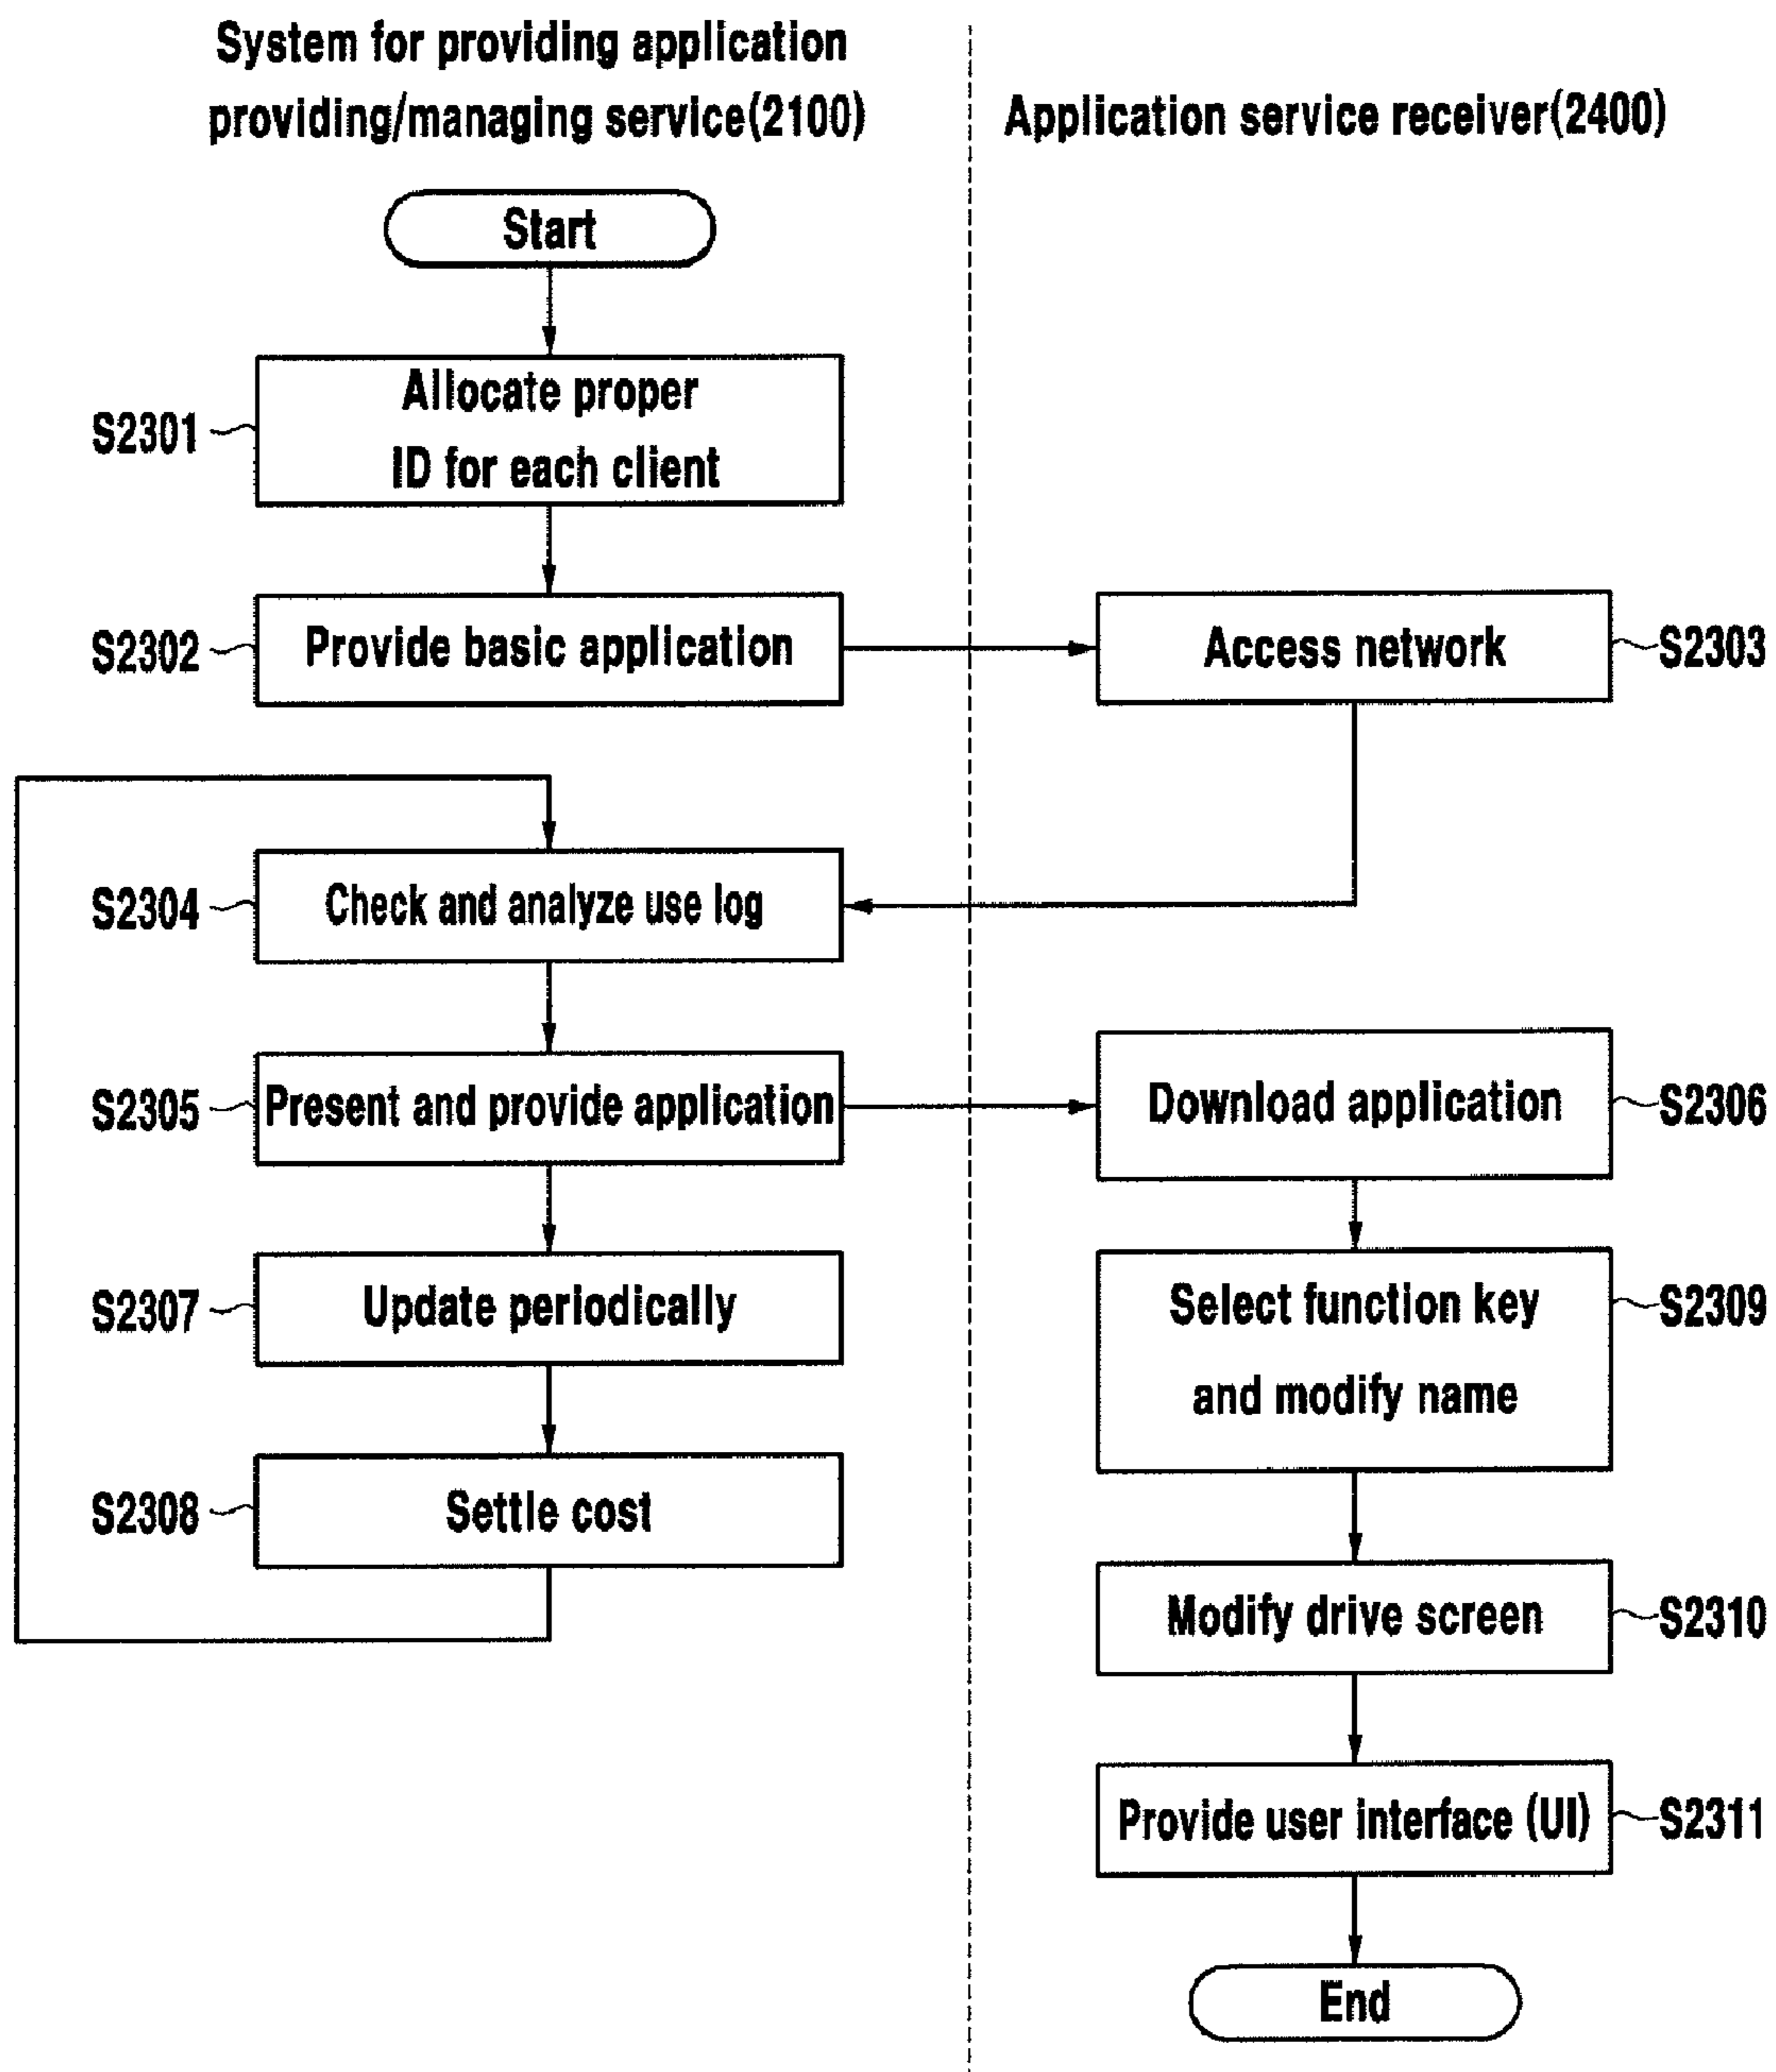 System for providing application
providing/managing service(2100)
Application service receiver(2400)
Start
S2301
Allocate proper
ID for each client
S2302
Provide basic application
Access network
S2303
S2304
Check and analyze use log
S2305
Present and provide application
Download application
S2306
S2307
Update periodically
Select function key
and modify name
S2309
S2308
Settle cost
Modify drive screen
S2310
Provide user interface (UI)
S2311
End